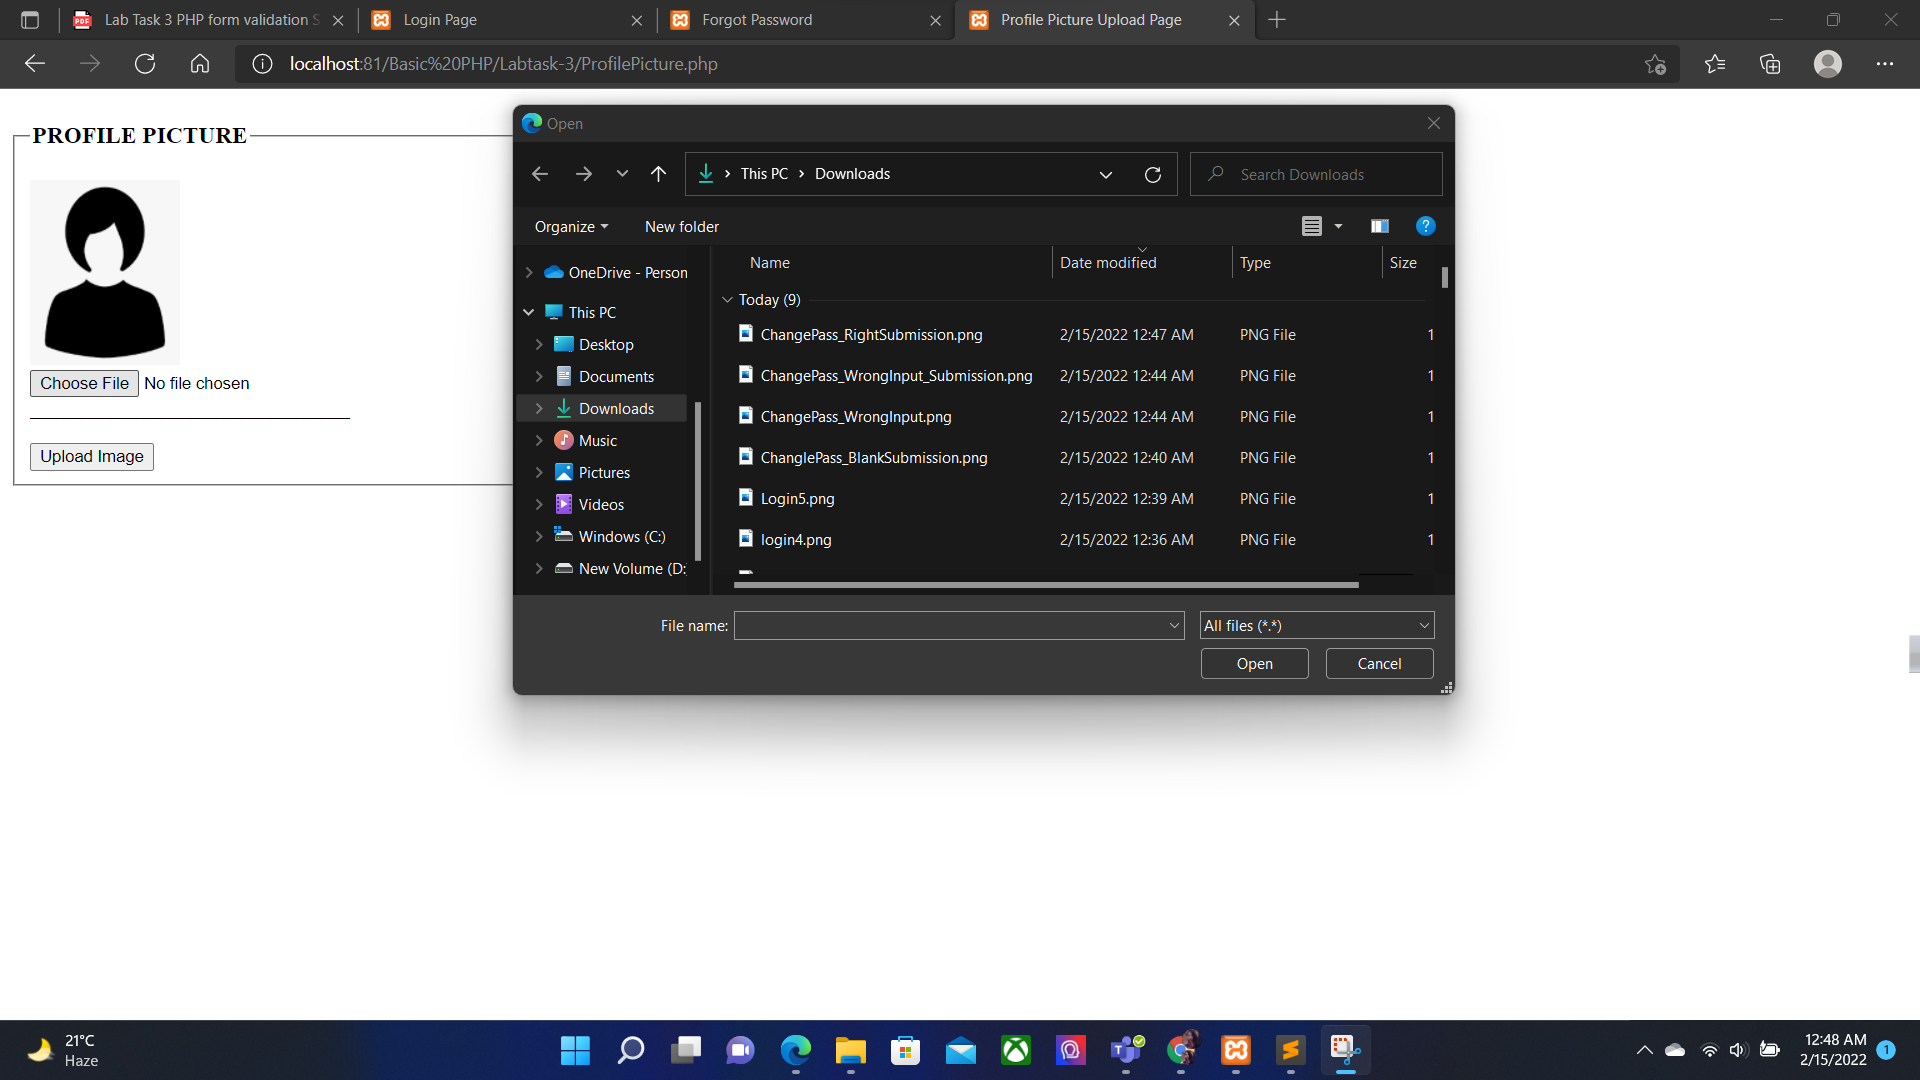 Lab Task 3 PHP form validation S
Login Page
Forgot Password
Profile Picture Upload Page
localhost:81/Basic%20PHP/Labtask-3/ProfilePicture.php
PROFILE PICTURE
Choose File No file chosen
Upload Image
Open
This PC > Downloads
Search Downloads
Organize
New folder
OneDrive - Person
This PC
Desktop
Documents
Downloads
Music
Pictures
Videos
Windows (C:)
New Volume (D:
Name Date modified Type Size
Today (9)
ChangePass_RightSubmission.png 2/15/2022 12:47 AM PNG File 1
ChangePass_WrongInput_Submission.png 2/15/2022 12:44 AM PNG File 1
ChangePass_WrongInput.png 2/15/2022 12:44 AM PNG File 1
ChanglePass_BlankSubmission.png 2/15/2022 12:40 AM PNG File 1
Login5.png 2/15/2022 12:39 AM PNG File 1
login4.png 2/15/2022 12:36 AM PNG File 1
File name:
All files (*.*)
Open
Cancel
21°C
Haze
12:48 AM
2/15/2022
1